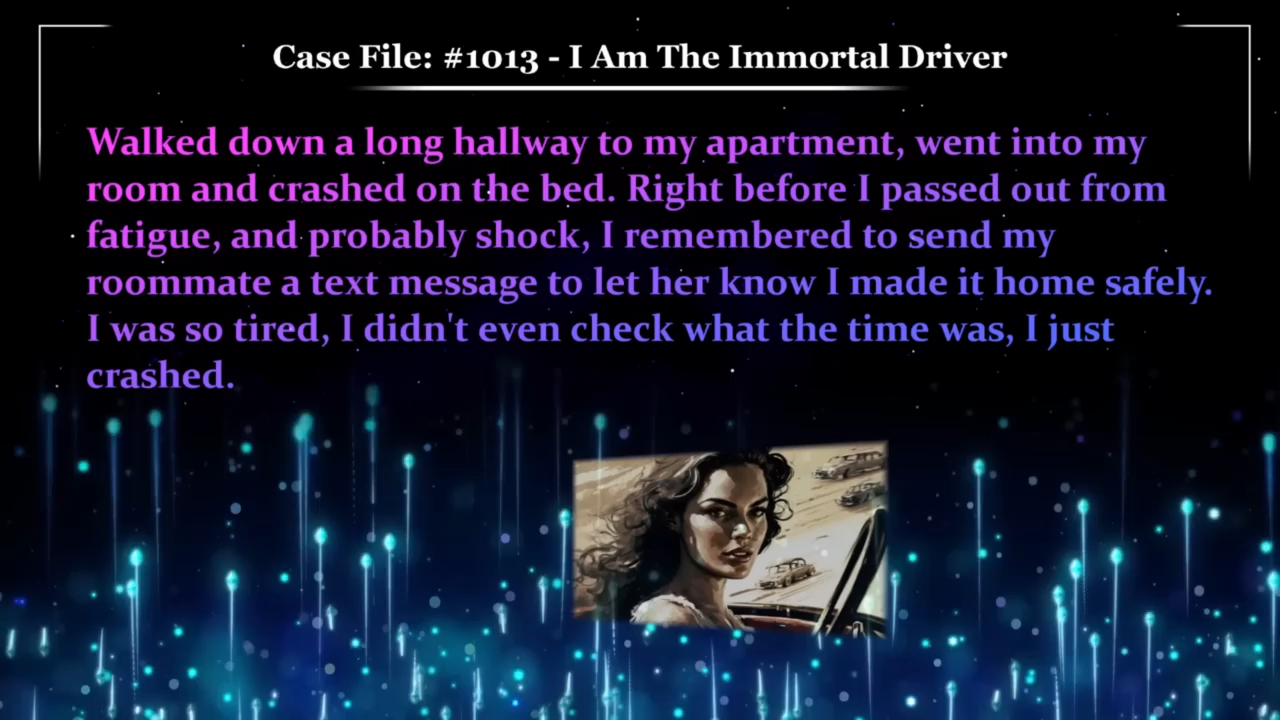 Case File: #1013 - I Am The Immortal Driver
Walked down a long hallway to my apartment, went into my
room and crashed on the bed. Right before I passed out from
fatigue, and probably shock, I remembered to send my
roommate a text message to let her know I made it home safely.
I was so tired, I didn't even check what the time was, I just
crashed.